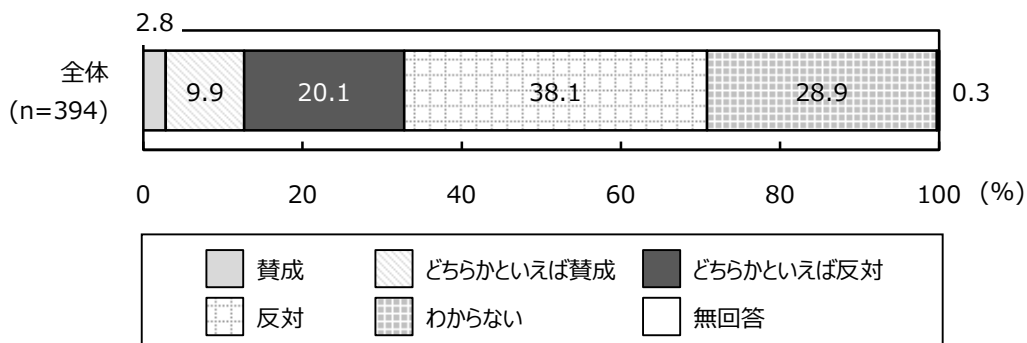 2.8
全体
(n=394)
9.9 20.1 38.1 28.9 0.3
0 20 40 60 80 100 (%)
賛成 どちらかといえば賛成 どちらかといえば反対
反対 わからない 無回答